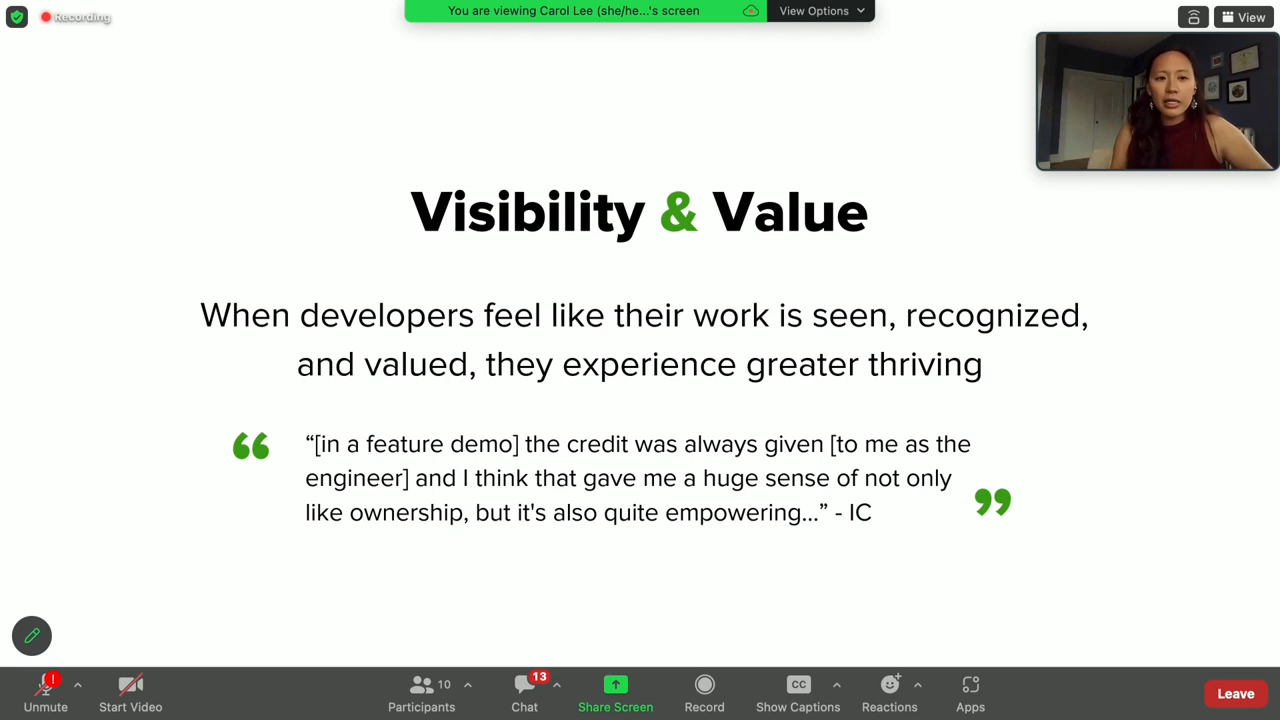 Recording
You are viewing Carol Lee (she/he...'s screen
View Options
View
Visibility & Value
When developers feel like their work is seen, recognized,
and valued, they experience greater thriving
“[in a feature demo] the credit was always given [to me as the
engineer] and I think that gave me a huge sense of not only
like ownership, but it's also quite empowering...” - IC
!
10
13
CC
Unmute
Start Video
Participants
Chat
Share Screen
Record
Show Captions
Reactions
Apps
Leave